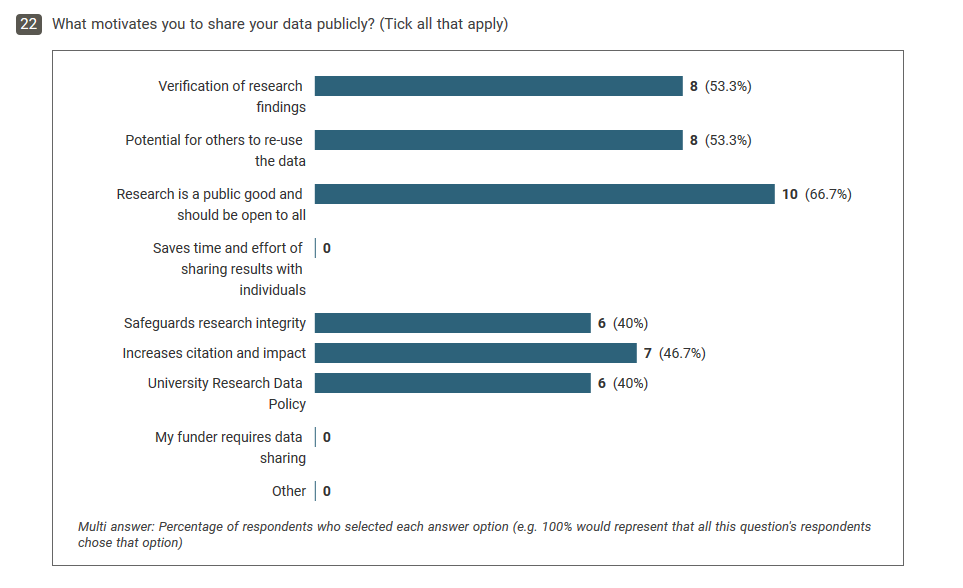 22 What motivates you to share your data publicly? (Tick all that apply)
Verification of research
findings
8 (53.3%)
Potential for others to re-use
the data
8 (53.3%)
Research is a public good and
should be open to all
10 (66.7%)
Saves time and effort of
sharing results with
individuals
0
Safeguards research integrity
6 (40%)
Increases citation and impact
7 (46.7%)
University Research Data
Policy
6 (40%)
My funder requires data
sharing
0
Other
0
Multi answer: Percentage of respondents who selected each answer option (e.g. 100% would represent that all this question's respondents
chose that option)